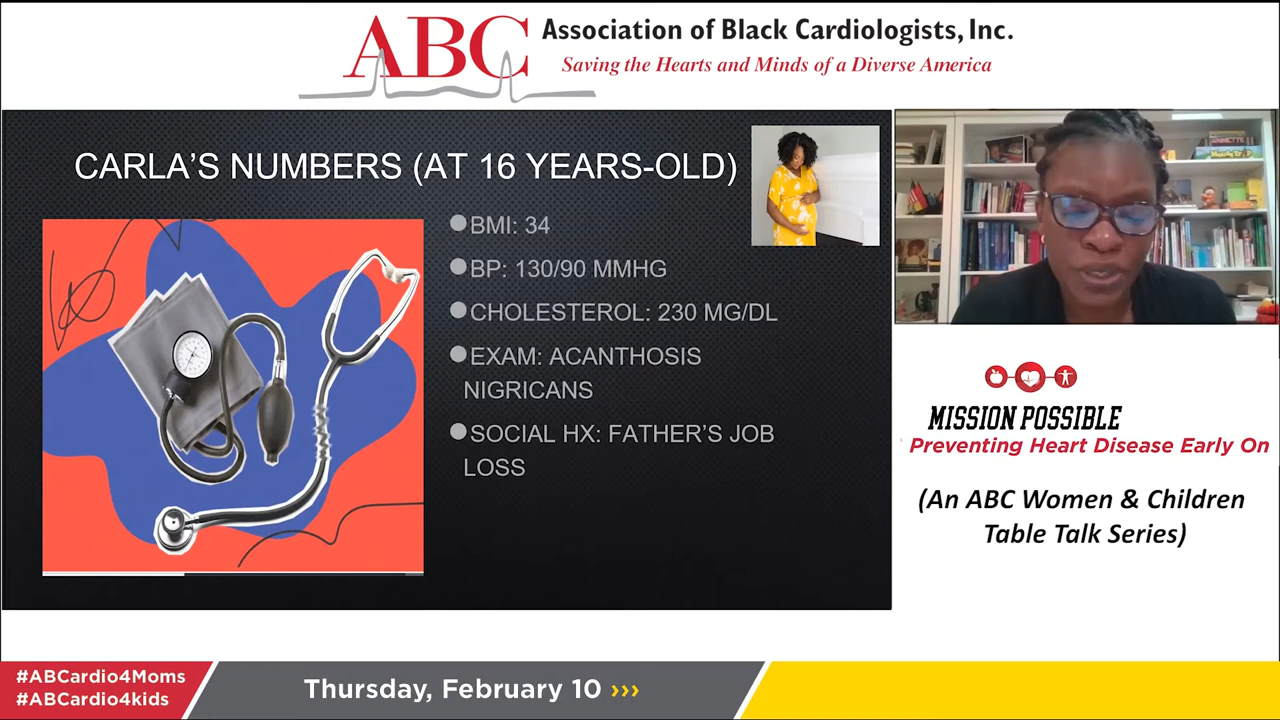 ABC
Association of Black Cardiologists, Inc.
Saving the Hearts and Minds of a Diverse America
CARLA'S NUMBERS (AT 16 YEARS-OLD)
BMI: 34
BP: 130/90 MMHG
CHOLESTEROL: 230 MG/DL
EXAM: ACANTHOSIS
NIGRICANS
SOCIAL HX: FATHER'S JOB
LOSS
MISSION POSSIBLE
Preventing Heart Disease Early On
(An ABC Women & Children
Table Talk Series)
#ABCardio4Moms
#ABCardio4kids
Thursday, February 10 >>>